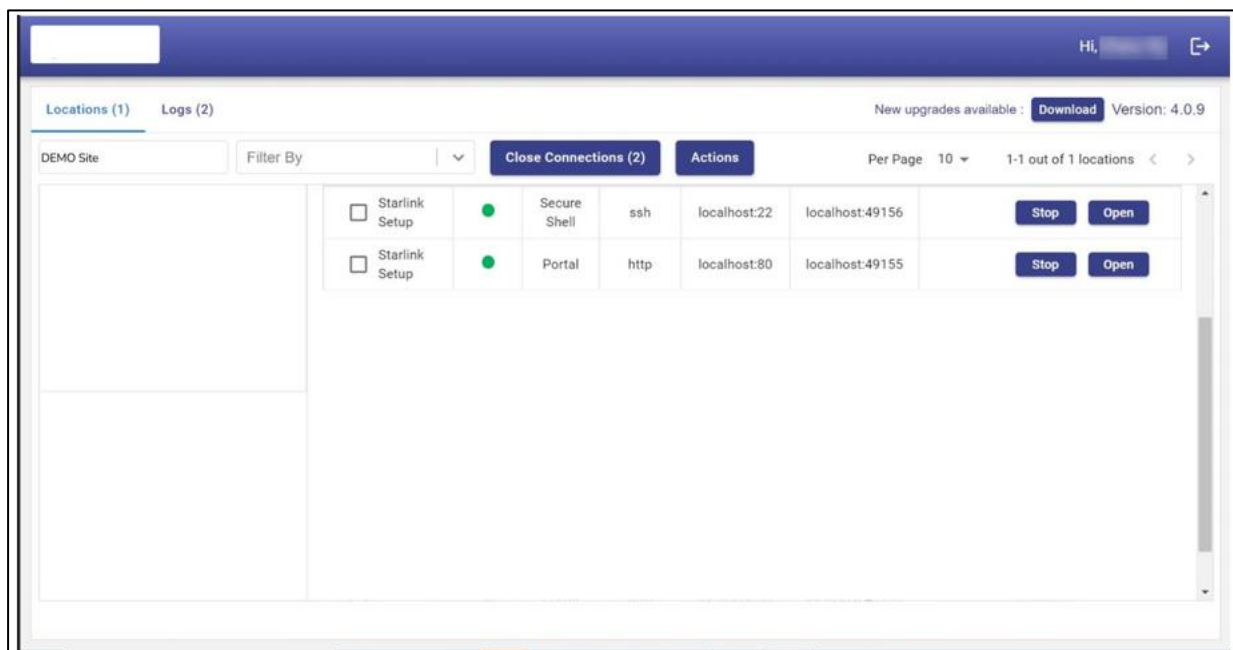 Hi,
Locations (1) Logs (2) New upgrades available : Download Version: 4.0.9
DEMO Site Filter By Close Connections (2) Actions Per Page 10 1-1 out of 1 locations
Starlink Setup Secure Shell ssh localhost:22 localhost:49156 Stop Open
Starlink Setup Portal http localhost:80 localhost:49155 Stop Open